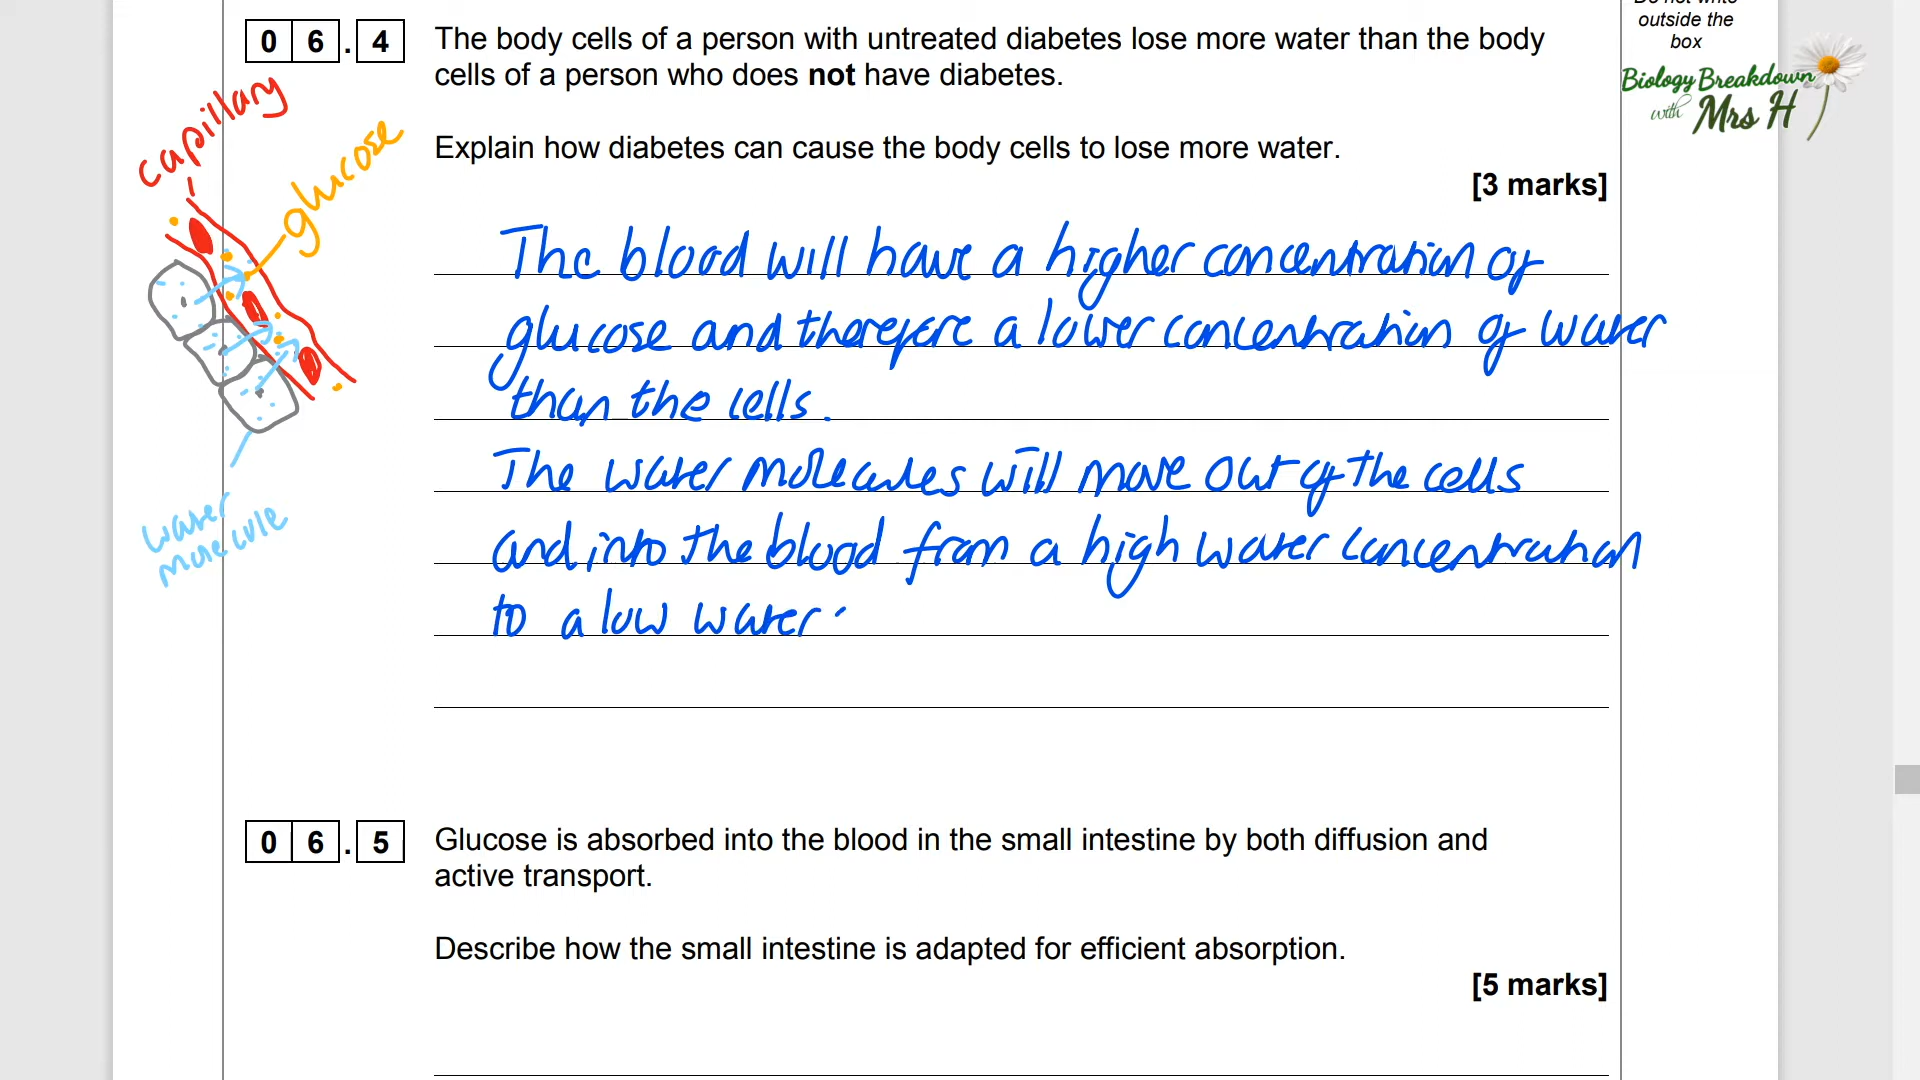 Do not write
outside the
box
Biology Breakdown
with Mrs H
06.4 The body cells of a person with untreated diabetes lose more water than the body
cells of a person who does not have diabetes.
Explain how diabetes can cause the body cells to lose more water.
[3 marks]
capillary
glucose
water
molecule
The blood will have a higher concentration of
glucose and therefore a lower concentration of water
than the cells.
The water molecules will move out of the cells
and into the blood from a high water concentration
to a low water
06.5 Glucose is absorbed into the blood in the small intestine by both diffusion and
active transport.
Describe how the small intestine is adapted for efficient absorption.
[5 marks]